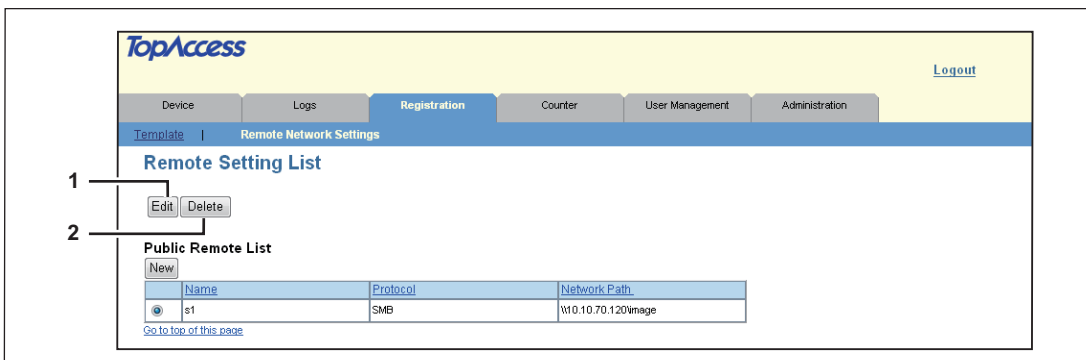 TopAccess
Logout
Device Logs Registration Counter User Management Administration
Template | Remote Network Settings
Remote Setting List
1
Edit Delete
2
Public Remote List
New
Name Protocol Network Path
s1 SMB \\10.10.70.120\image
Go to top of this page